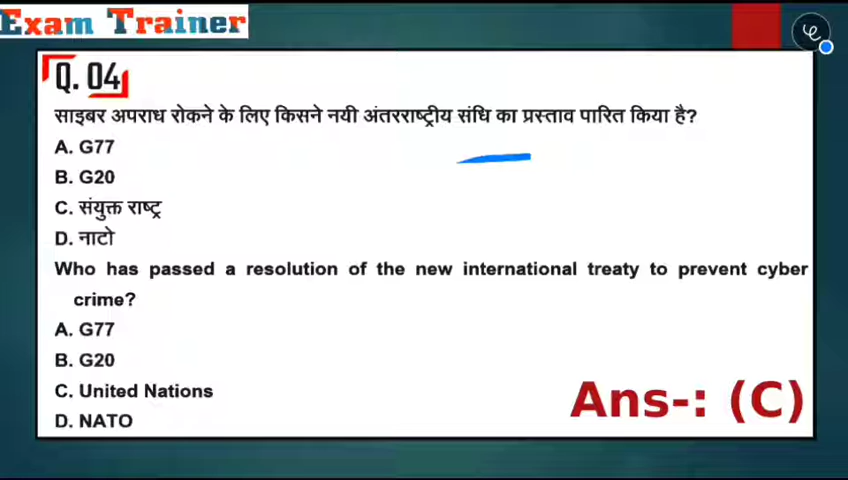 Exam Trainer
Q. 04
साइबर अपराध रोकने के लिए किसने नयी अंतरराष्ट्रीय संधि का प्रस्ताव पारित किया है?
A. G77
B. G20
C. संयुक्त राष्ट्र
D. नाटो
Who has passed a resolution of the new international treaty to prevent cyber
crime?
A. G77
B. G20
C. United Nations
D. NATO
Ans-: (C)